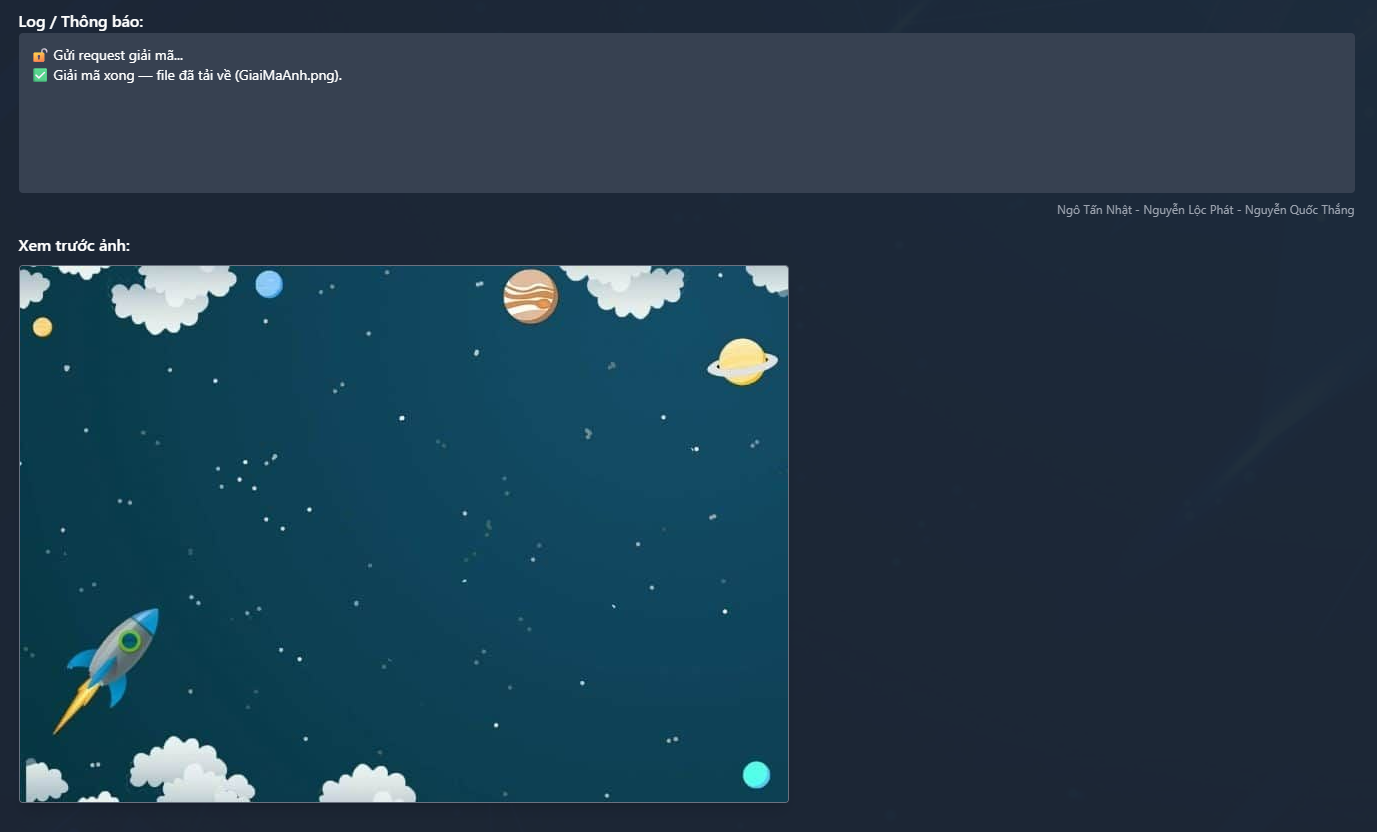 Log / Thông báo:
🔓 Gửi request giải mã...
✅ Giải mã xong — file đã tải về (GiaiMaAnh.png).
Ngô Tấn Nhật - Nguyễn Lộc Phát - Nguyễn Quốc Thắng
Xem trước ảnh: